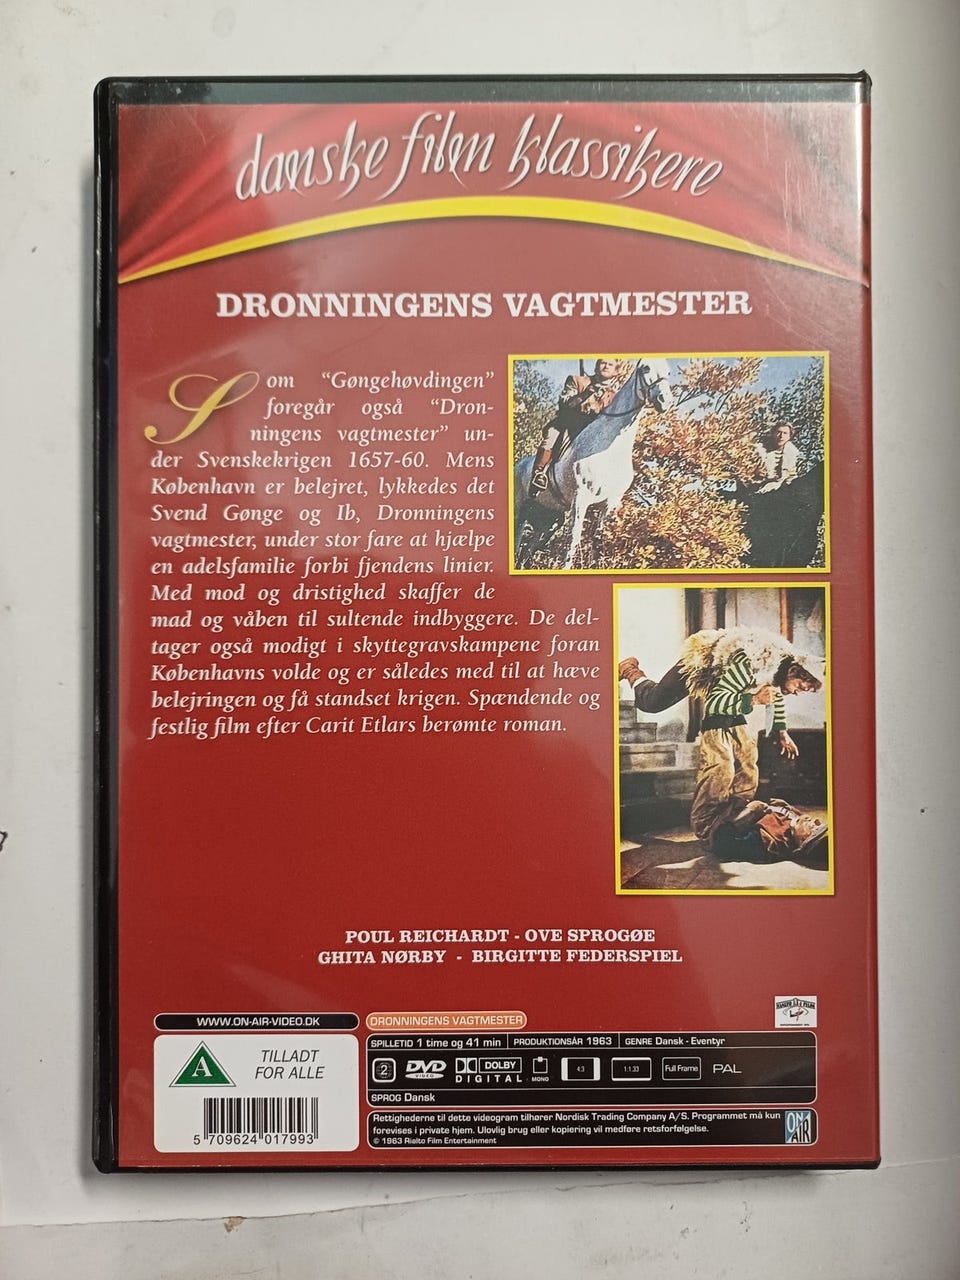 danske film klassikere
DRONNINGENS VAGTMESTER
Som "Gøngehøvdingen"
foregår også "Dron-
ningens vagtmester" un-
der Svenskekrigen 1657-60. Mens
København er belejret, lykkedes det
Svend Gønge og Ib, Dronningens
vagtmester, under stor fare at hjælpe
en adelsfamilie forbi fjendens linier.
Med mod og dristighed skaffer de
mad og våben til sultende indbyggere. De del-
tager også modigt i skyttegravskampene foran
Københavns volde og er således med til at hæve
belejringen og få standset krigen. Spændende og
festlig film efter Carit Etlars berømte roman.
POUL REICHARDT - OVE SPROGØE
GHITA NØRBY - BIRGITTE FEDERSPIEL
WWW.ON-AIR-VIDEO.DK
A
TILLADT
FOR ALLE
5 709624 017993
DRONNINGENS VAGTMESTER
SPILLETID 1 time og 41 min PRODUKTIONSÅR 1963 GENRE Dansk - Eventyr
2 DVD VIDEO DOLBY DIGITAL MONO 4:3 1:1.33 Full Frame PAL
SPROG Dansk
Rettighederne til dette videogram tilhører Nordisk Trading Company A/S. Programmet må kun
forevises i private hjem. Ulovlig brug eller kopiering vil medføre retsforfølgelse.
© 1963 Rialto Film Entertainment
ON AIR